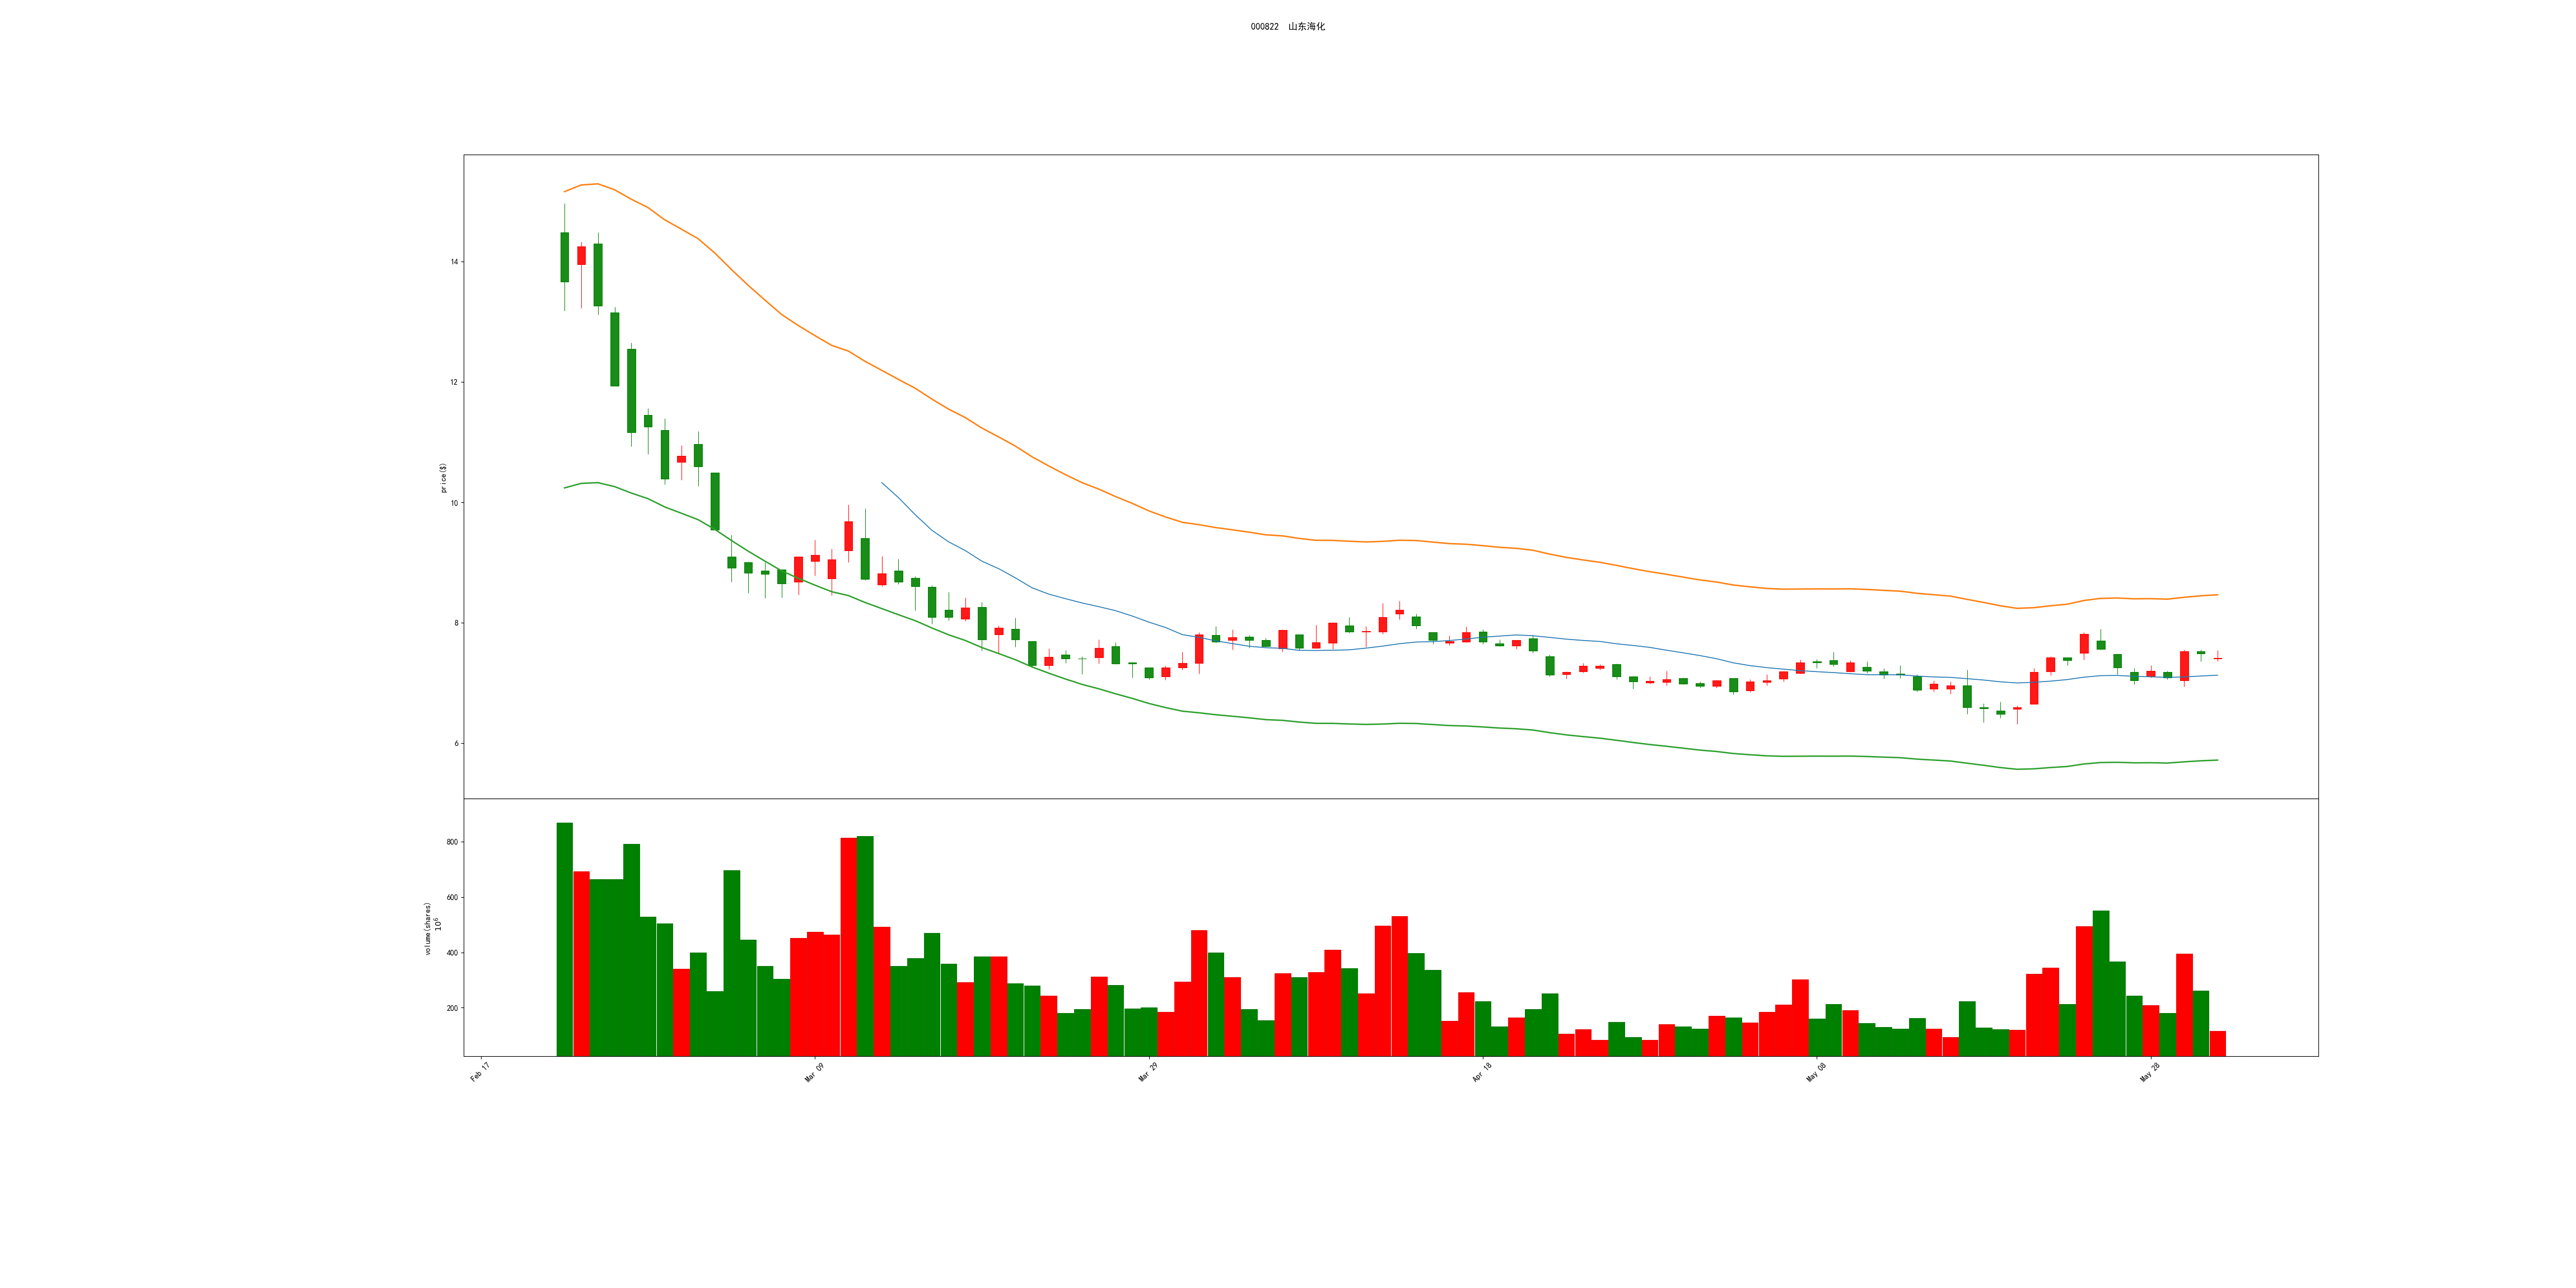 000822 山东海化
price($)
14
12
10
8
6
volume(shares)
10^6
800
600
400
200
Feb 17
Mar 09
Mar 29
Apr 18
May 08
May 28